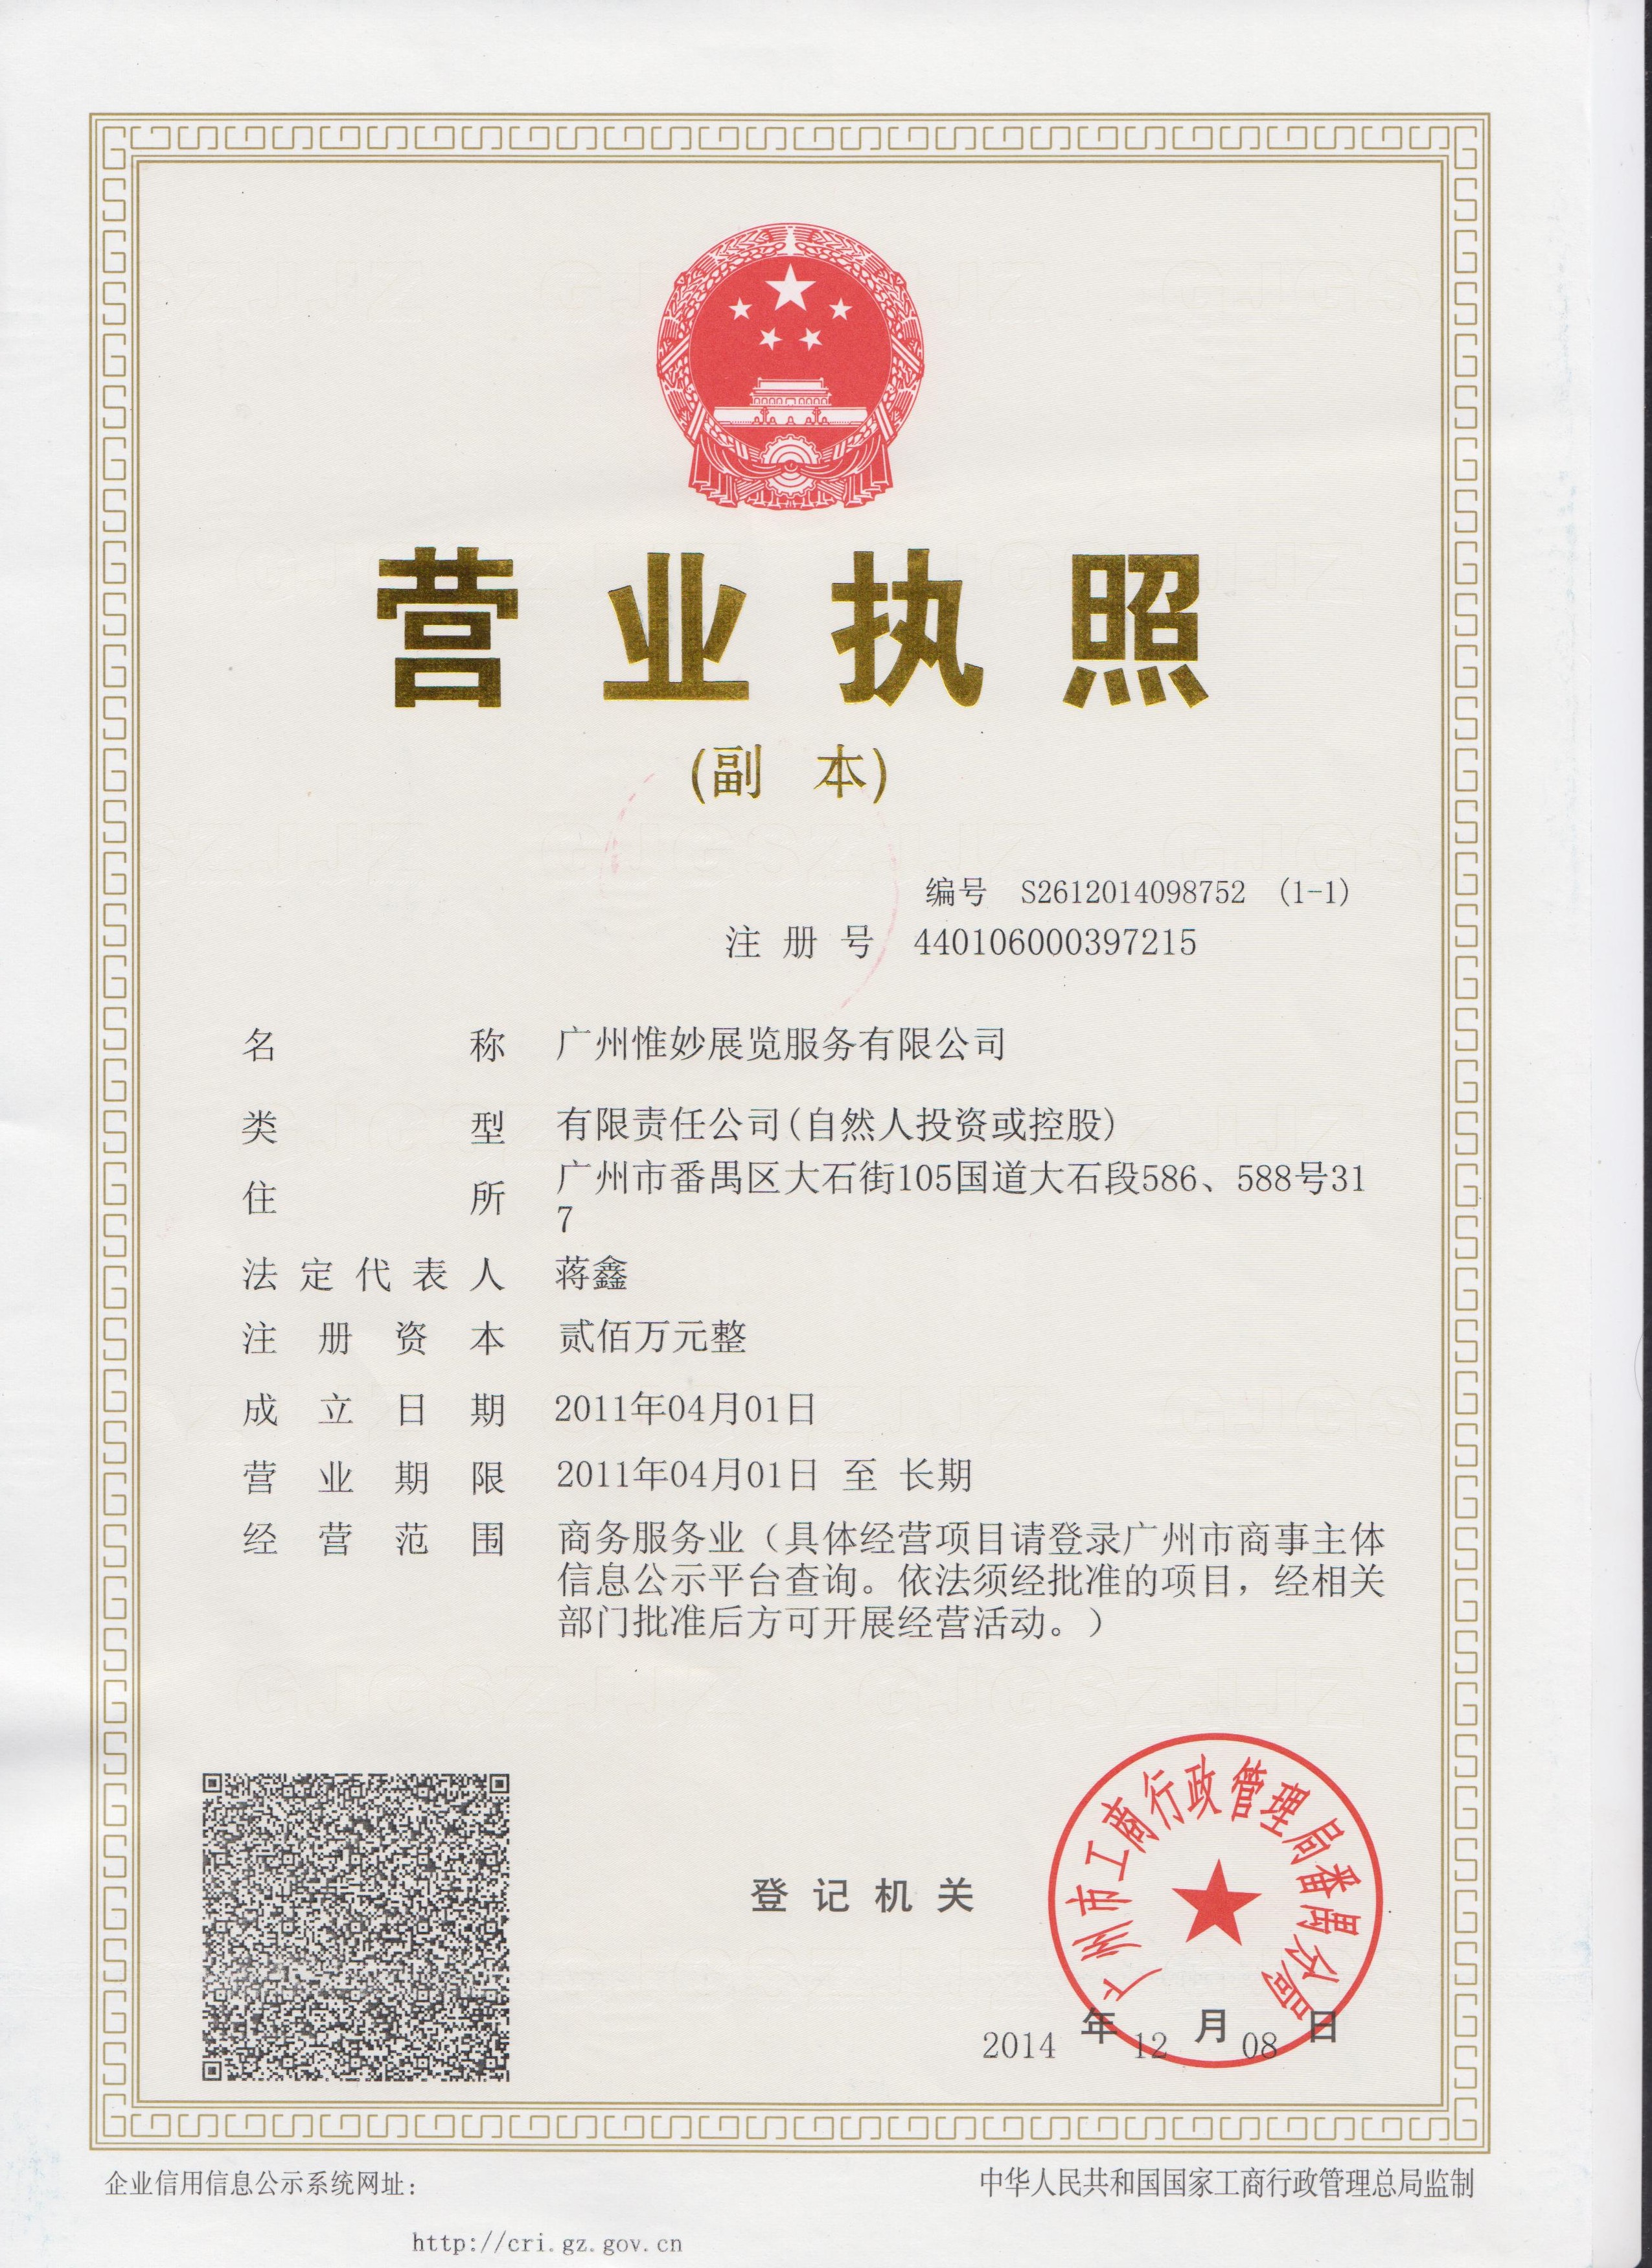 营业执照
(副 本)
编号 S2612014098752 (1-1)
注册号 440106000397215
名称 广州惟妙展览服务有限公司
类型 有限责任公司(自然人投资或控股)
住所 广州市番禺区大石街105国道大石段586、588号31
7
法定代表人 蒋鑫
注册资本 贰佰万元整
成立日期 2011年04月01日
营业期限 2011年04月01日 至 长期
经营范围 商务服务业（具体经营项目请登录广州市商事主体
信息公示平台查询。依法须经批准的项目，经相关
部门批准后方可开展经营活动。）
广州市工商行政管理局番禺分局
登记机关
2014年12月08日
企业信用信息公示系统网址：
中华人民共和国国家工商行政管理总局监制
http://cri.gz.gov.cn